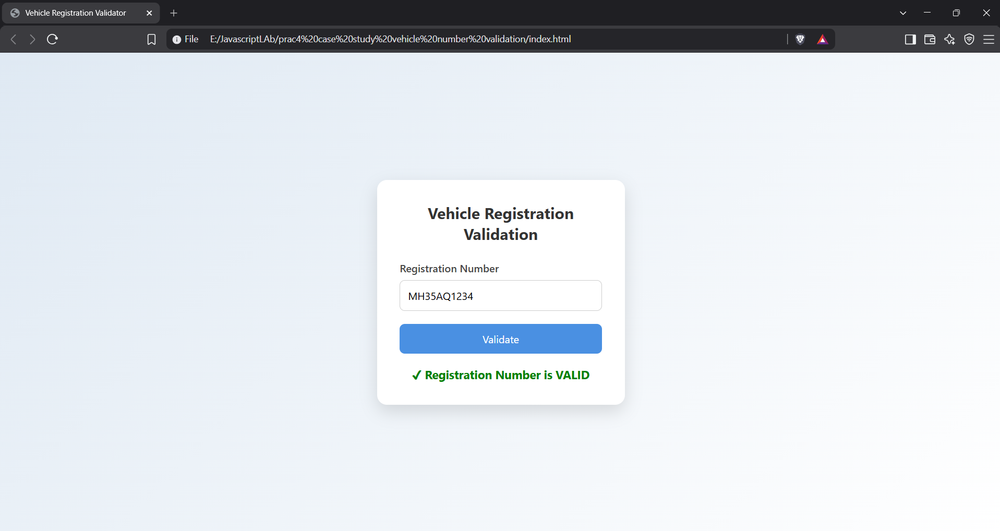 Vehicle Registration Validator
File E:/JavascriptLAb/prac4%20case%20study%20vehicle%20number%20validation/index.html
Vehicle Registration
Validation
Registration Number
MH35AQ1234
Validate
✔ Registration Number is VALID